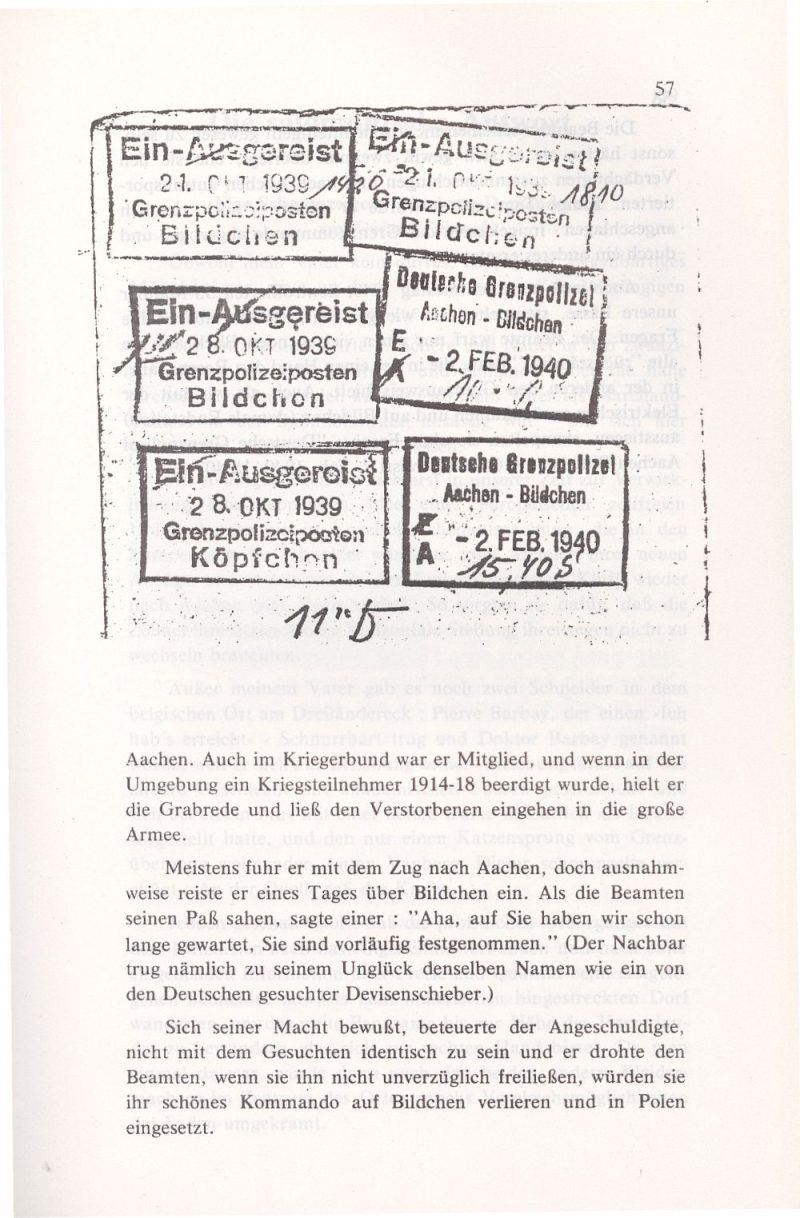 57
Ein-Ausgereist
21. OKT 1939 1420
Grenzpolizeiposten
Bildchen
Ein-Ausgereist
21. OKT 1939 1810
Grenzpolizeiposten
Bildchen
Ein-Ausgereist
28. OKT 1939
Grenzpolizeiposten
Bildchen
Deutsche Grenzpolizei
Aachen - Bildchen
E
A
- 2. FEB. 1940
Ein-Ausgereist
28. OKT 1939
Grenzpolizeiposten
Köpfchen
Deutsche Grenzpolizei
Aachen - Bildchen
E
A
- 2. FEB. 1940
15.40
Aachen. Auch im Kriegerbund war er Mitglied, und wenn in der
Umgebung ein Kriegsteilnehmer 1914-18 beerdigt wurde, hielt er
die Grabrede und ließ den Verstorbenen eingehen in die große
Armee.
Meistens fuhr er mit dem Zug nach Aachen, doch ausnahm-
weise reiste er eines Tages über Bildchen ein. Als die Beamten
seinen Paß sahen, sagte einer : ”Aha, auf Sie haben wir schon
lange gewartet, Sie sind vorläufig festgenommen.” (Der Nachbar
trug nämlich zu seinem Unglück denselben Namen wie ein von
den Deutschen gesuchter Devisenschieber.)
Sich seiner Macht bewußt, beteuerte der Angeschuldigte,
nicht mit dem Gesuchten identisch zu sein und er drohte den
Beamten, wenn sie ihn nicht unverzüglich freiließen, würden sie
ihr schönes Kommando auf Bildchen verlieren und in Polen
eingesetzt.